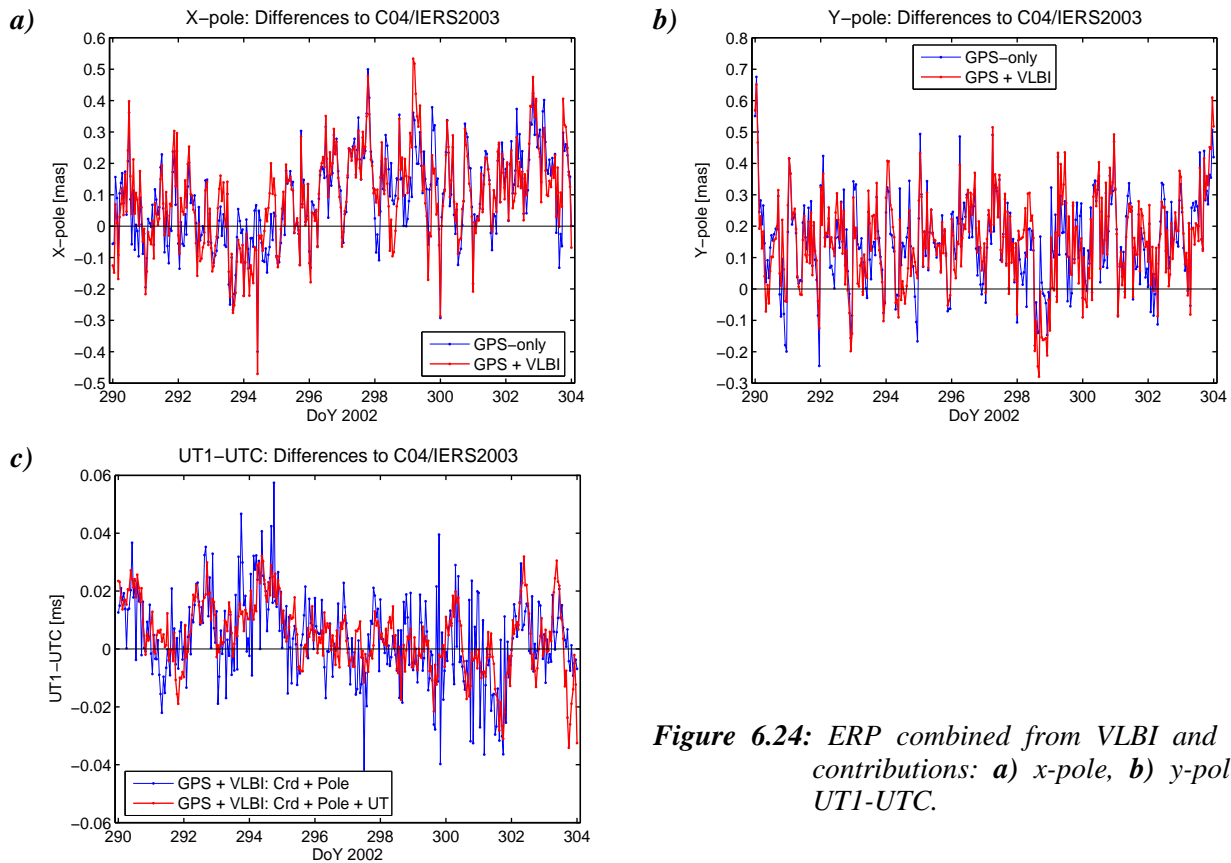 a)
X−pole: Differences to C04/IERS2003
0.6
0.5
0.4
0.3
0.2
0.1
0
−0.1
−0.2
−0.3
−0.4
−0.5
X−pole [mas]
GPS−only
GPS + VLBI
290 292 294 296 298 300 302 304
DoY 2002
b)
Y−pole: Differences to C04/IERS2003
0.8
0.7
0.6
0.5
0.4
0.3
0.2
0.1
0
−0.1
−0.2
−0.3
Y−pole [mas]
GPS−only
GPS + VLBI
290 292 294 296 298 300 302 304
DoY 2002
c)
UT1−UTC: Differences to C04/IERS2003
0.06
0.04
0.02
0
−0.02
−0.04
−0.06
UT1−UTC [ms]
GPS + VLBI: Crd + Pole
GPS + VLBI: Crd + Pole + UT
290 292 294 296 298 300 302 304
DoY 2002
Figure 6.24: ERP combined from VLBI and
contributions: a) x-pole, b) y-pol
UT1-UTC.